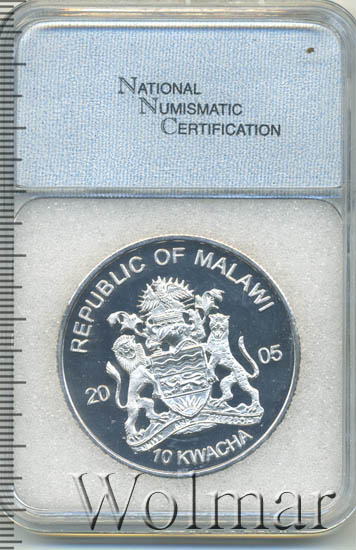 NATIONAL
NUMISMATIC
CERTIFICATION
REPUBLIC OF MALAWI
20 05
10 KWACHA
Wolmar